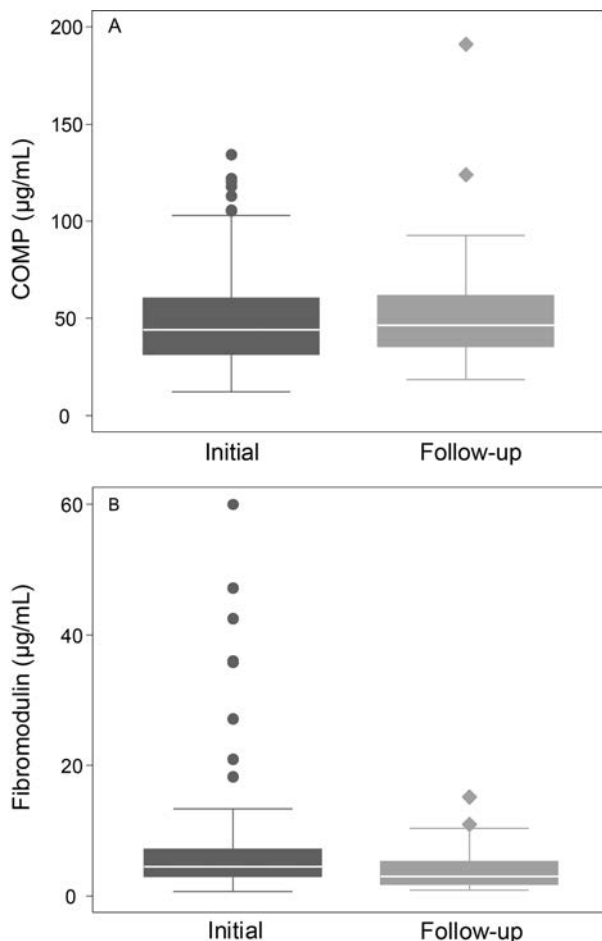 A
200
150
100
50
0
COMP (µg/mL)
Initial Follow-up
B
60
40
20
0
Fibromodulin (µg/mL)
Initial Follow-up